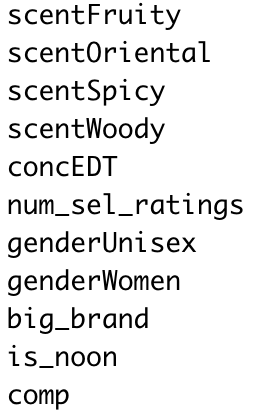 scentFruity
scentOriental
scentSpicy
scentWoody
concEDT
num_sel_ratings
genderUnisex
genderWomen
big_brand
is_noon
comp